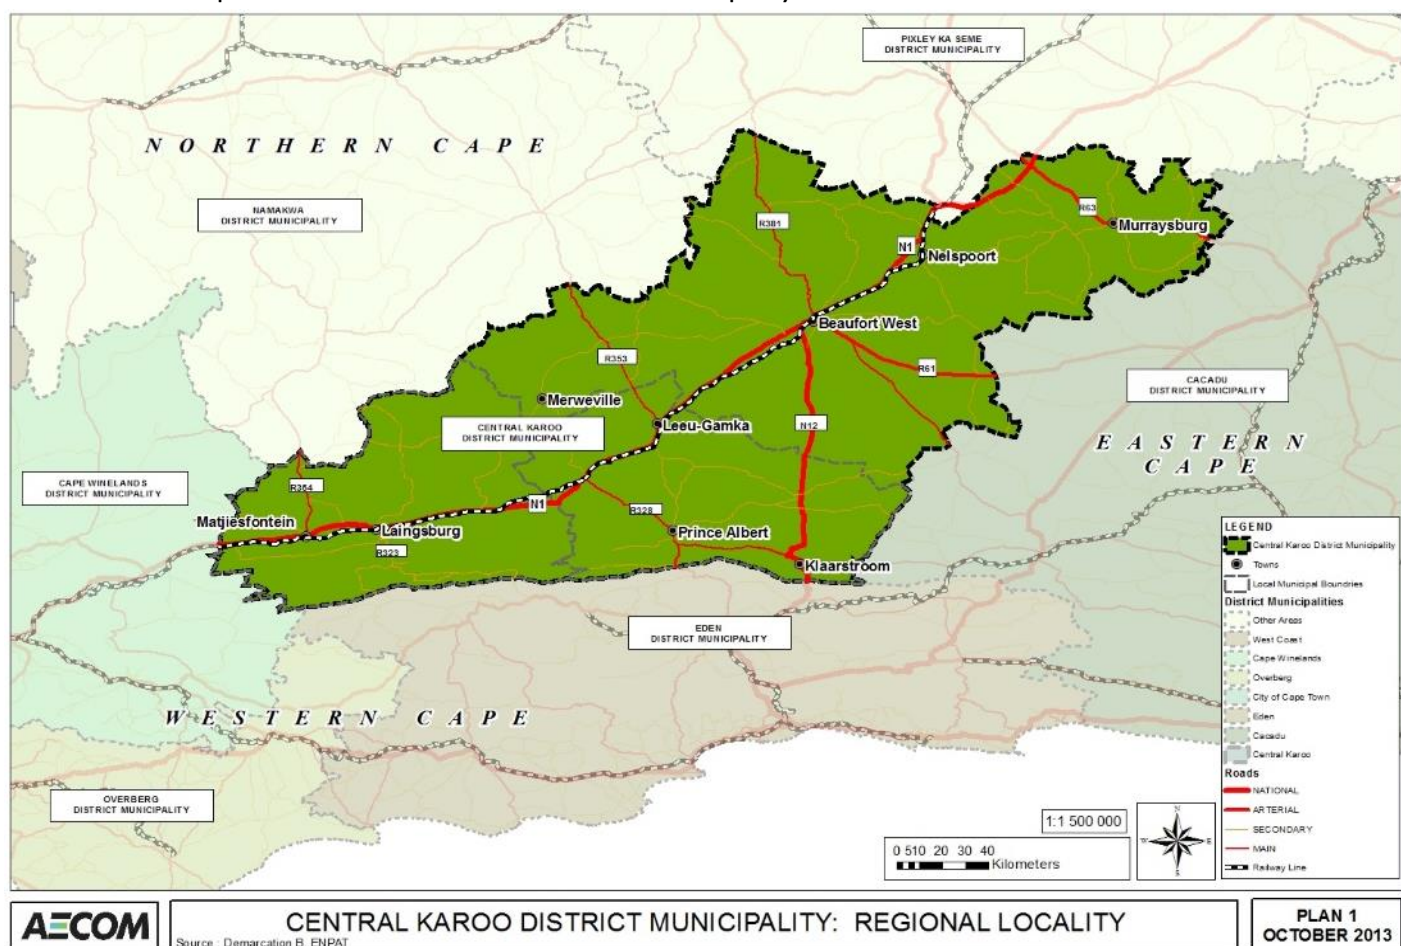 PIXLEY KA SEME
DISTRICT MUNICIPALITY
NORTHERN CAPE
NAMAKWA
DISTRICT MUNICIPALITY
R381
R63
Murraysburg
N1
Nelspoort
Beaufort West
R353
R61
CACADU
DISTRICT MUNICIPALITY
Merweville
CENTRAL KAROO
DISTRICT MUNICIPALITY
Leeu-Gamka
N12
EASTERN
CAPE
CAPE WINELANDS
DISTRICT MUNICIPALITY
R354
N1
R328
Matjiesfontein
Laingsburg
Prince Albert
R323
Klaarstroom
EDEN
DISTRICT MUNICIPALITY
WESTERN CAPE
OVERBERG
DISTRICT MUNICIPALITY
LEGEND
Central Karoo District Municipality
Towns
Local Municipal Boundries
District Municipalities
Other Areas
West Coast
Cape Winelands
Overberg
City of Cape Town
Eden
Cacadu
Central Karoo
Roads
NATIONAL
ARTERIAL
SECONDARY
MAIN
Railway Line
1:1 500 000
N
W E
S
0 510 20 30 40
Kilometers
AECOM
CENTRAL KAROO DISTRICT MUNICIPALITY: REGIONAL LOCALITY
Source : Demarcation B, ENPAT
PLAN 1
OCTOBER 2013